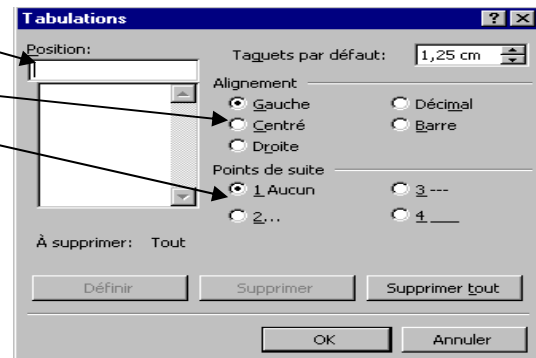 Tabulations
Position: Taquets par défaut: 1,25 cm
Alignement
Gauche Décimal
Centré Barre
Droite
Points de suite
1 Aucun 3 ---
2... 4 ___
À supprimer: Tout
Définir Supprimer Supprimer tout
OK Annuler